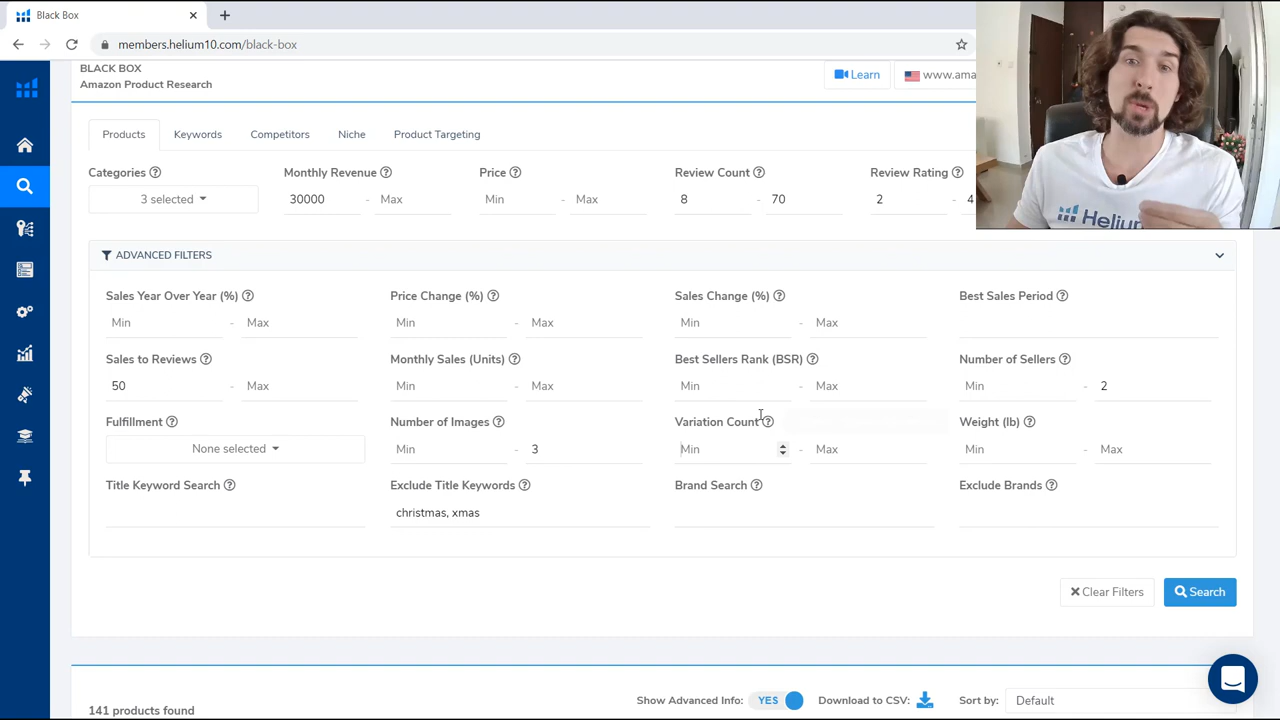 Black Box
members.helium10.com/black-box
BLACK BOX
Amazon Product Research
Learn
www.ama
Products
Keywords
Competitors
Niche
Product Targeting
Categories
Monthly Revenue
Price
Review Count
Review Rating
3 selected
30000 - Max
Min - Max
8 - 70
2 - 4
Helium
ADVANCED FILTERS
Sales Year Over Year (%)
Price Change (%)
Sales Change (%)
Best Sales Period
Min - Max
Min - Max
Min - Max
Sales to Reviews
Monthly Sales (Units)
Best Sellers Rank (BSR)
Number of Sellers
50 - Max
Min - Max
Min - Max
Min - 2
Fulfillment
Number of Images
Variation Count
Weight (lb)
None selected
Min - 3
Min - Max
Min - Max
Title Keyword Search
Exclude Title Keywords
Brand Search
Exclude Brands
christmas, xmas
Clear Filters
Search
141 products found
Show Advanced Info: YES
Download to CSV:
Sort by: Default